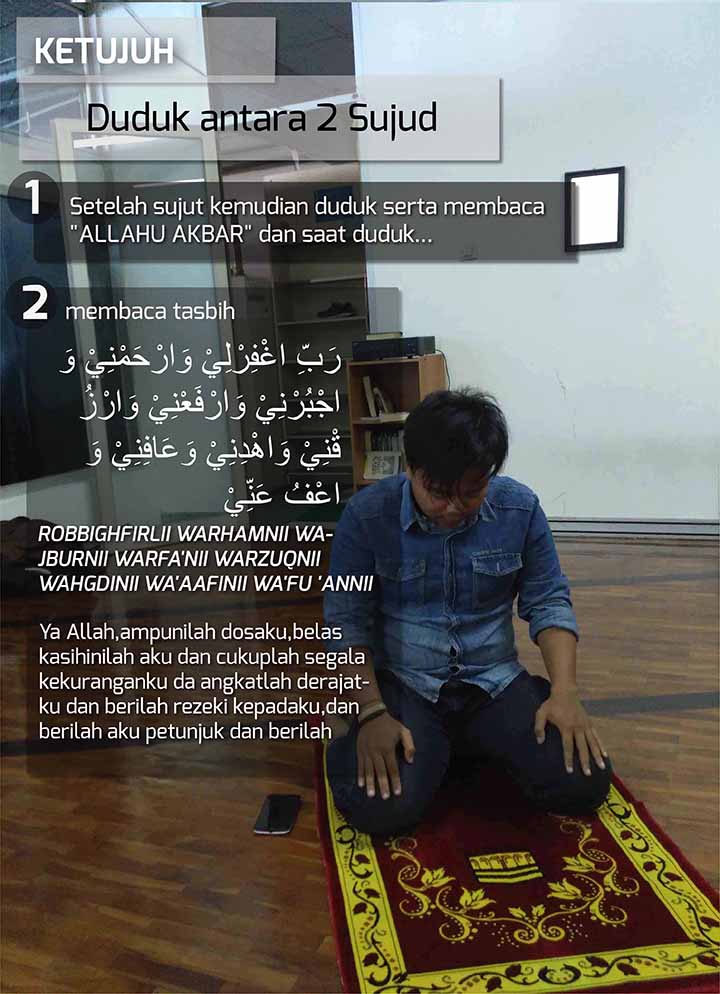 KETUJUH
Duduk antara 2 Sujud
1
Setelah sujut kemudian duduk serta membaca
"ALLAHU AKBAR" dan saat duduk...
2
membaca tasbih
رَبِّ اغْفِرْلِيْ وَارْحَمْنِيْ وَ
اجْبُرْنِيْ وَارْفَعْنِيْ وَارْزُ
قْنِيْ وَاهْدِنِيْ وَعَافِنِيْ وَ
اعْفُ عَنِّيْ
ROBBIGHFIRLII WARHAMNII WA-
JBURNII WARFA'NII WARZUQNII
WAHGDINII WA'AAFINII WA'FU 'ANNII
Ya Allah,ampunilah dosaku,belas
kasihinilah aku dan cukuplah segala
kekuranganku da angkatlah derajat-
ku dan berilah rezeki kepadaku,dan
berilah aku petunjuk dan berilah